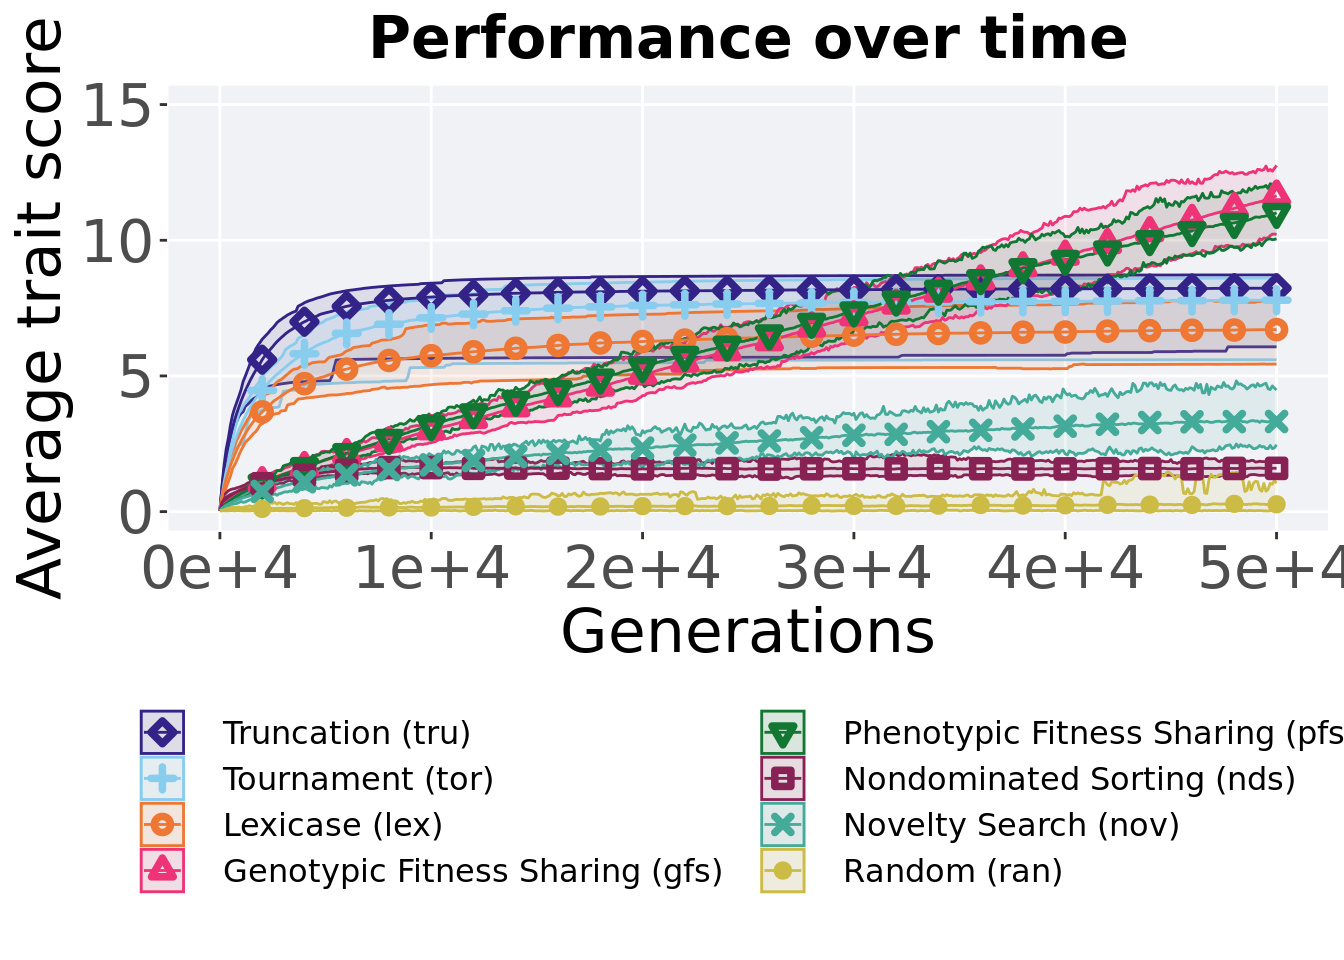 Performance over time
Average trait score
15
10
5
0
0e+4 1e+4 2e+4 3e+4 4e+4 5e+4
Generations
Truncation (tru)
Tournament (tor)
Lexicase (lex)
Genotypic Fitness Sharing (gfs)
Phenotypic Fitness Sharing (pfs
Nondominated Sorting (nds)
Novelty Search (nov)
Random (ran)